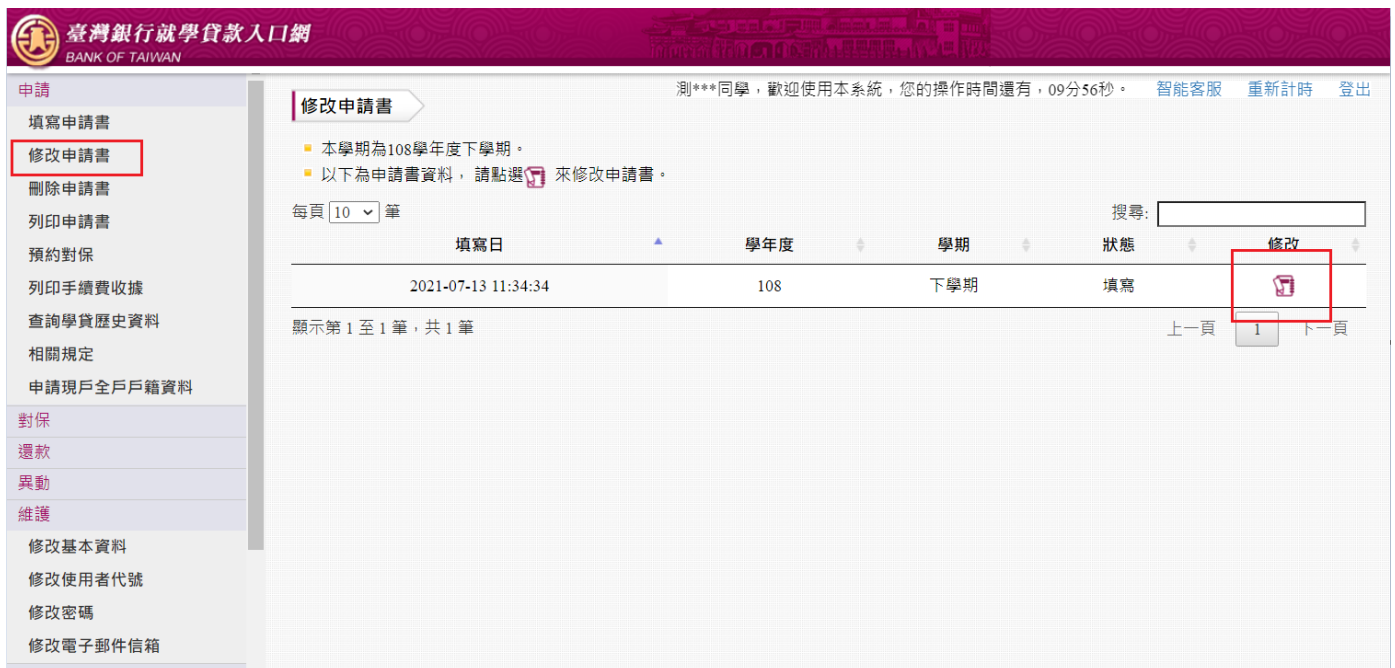 臺灣銀行就學貸款入口網
BANK OF TAIWAN
測***同學，歡迎使用本系統，您的操作時間還有，09分56秒。 智能客服 重新計時 登出
申請
填寫申請書
修改申請書
刪除申請書
列印申請書
預約對保
列印手續費收據
查詢學貸歷史資料
相關規定
申請現戶全戶戶籍資料
對保
還款
異動
維護
修改基本資料
修改使用者代號
修改密碼
修改電子郵件信箱
修改申請書
本學期為108學年度下學期。
以下為申請書資料， 請點選 來修改申請書。
每頁 10 筆 搜尋:
填寫日 學年度 學期 狀態 修改
2021-07-13 11:34:34 108 下學期 填寫
顯示第 1 至 1 筆，共 1 筆 上一頁 1 下一頁